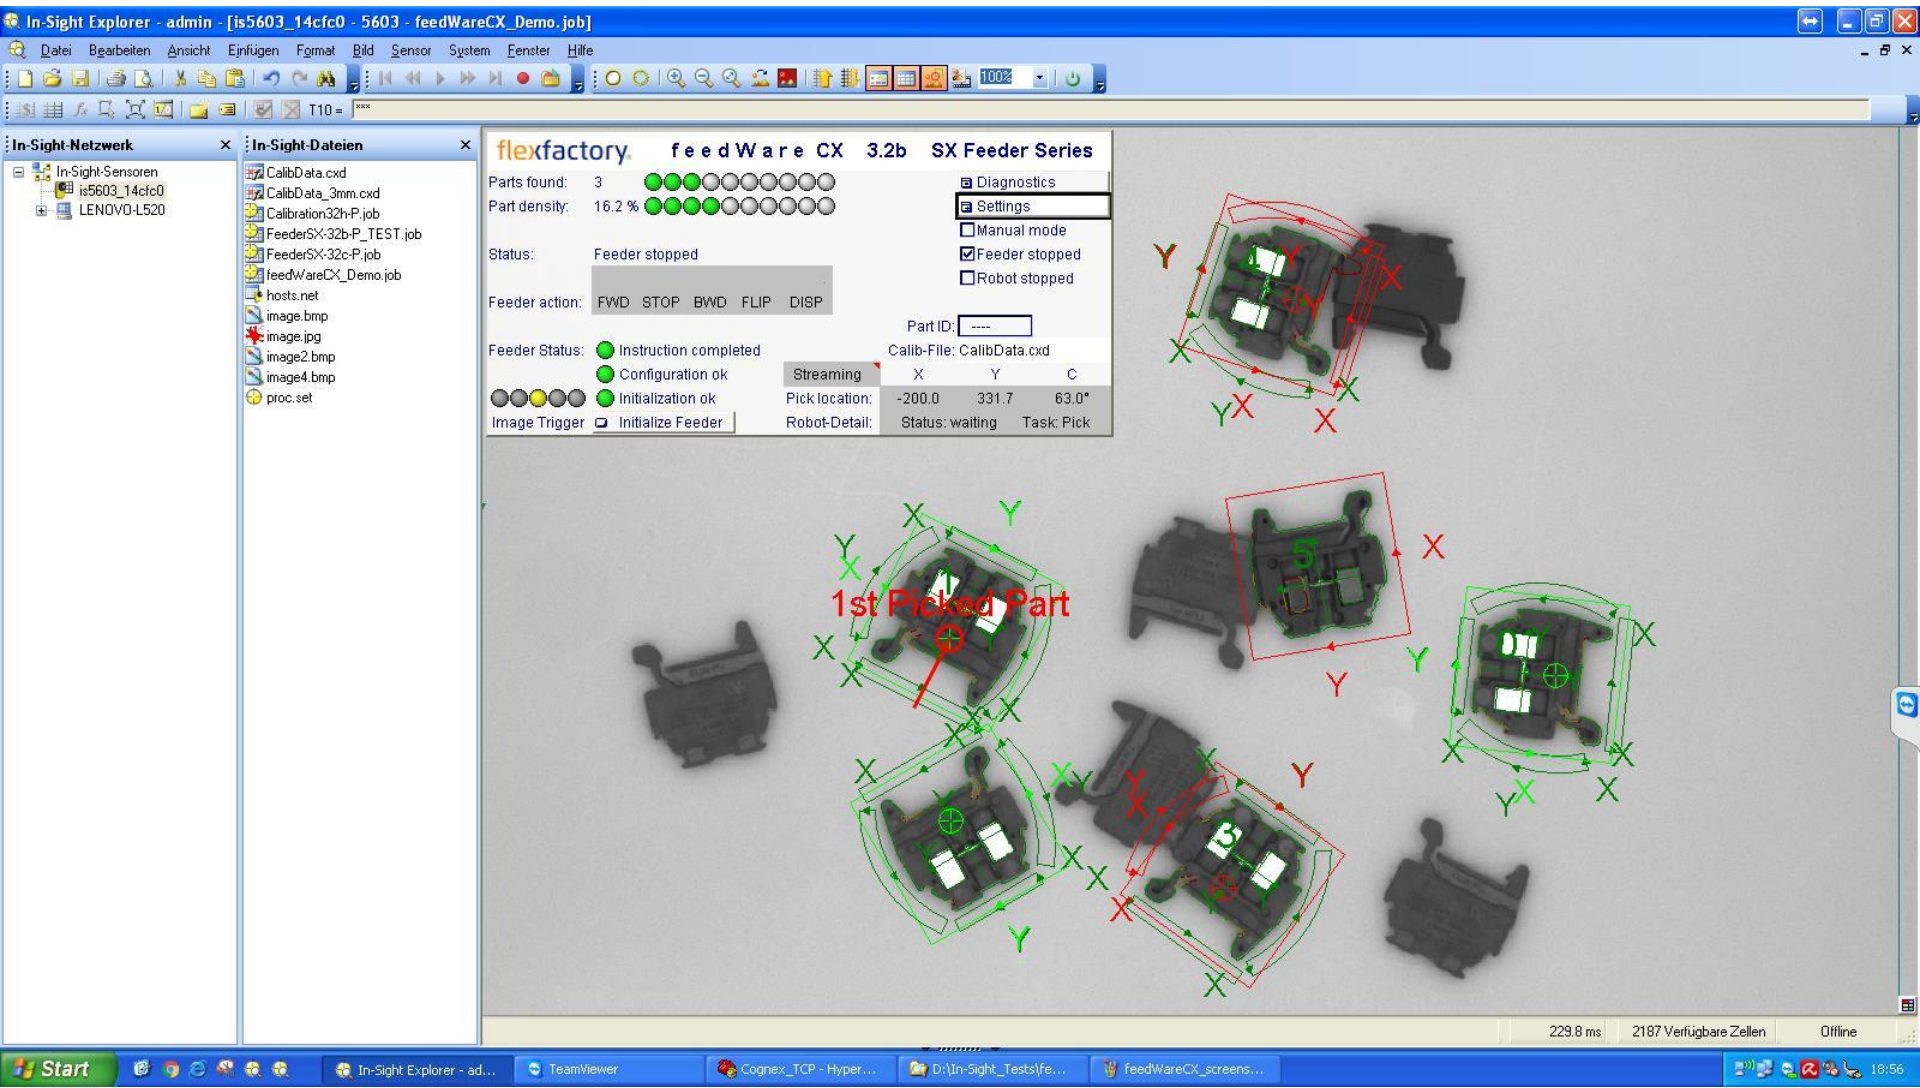 In-Sight Explorer - admin - [is5603_14cfc0 - 5603 - feedWareCX_Demo.job]
Datei Bearbeiten Ansicht Einfügen Format Bild Sensor System Fenster Hilfe
100%
T10 = ***
In-Sight-Netzwerk
In-Sight-Sensoren
is5603_14cfc0
LENOVO-L520
In-Sight-Dateien
CalibData.cxd
CalibData_3mm.cxd
Calibration32h-P.job
FeederSX-32b-P_TEST.job
FeederSX-32c-P.job
feedWareCX_Demo.job
hosts.net
image.bmp
image.jpg
image2.bmp
image4.bmp
proc.set
flexfactory. feedWare CX 3.2b SX Feeder Series
Parts found: 3 Diagnostics
Part density: 16.2 % Settings
Manual mode
Status: Feeder stopped Feeder stopped
Robot stopped
Feeder action: FWD STOP BWD FLIP DISP
Part ID: ----
Feeder Status: Instruction completed Calib-File: CalibData.cxd
Configuration ok Streaming X Y C
Initialization ok Pick location: -200.0 331.7 63.0°
Image Trigger Initialize Feeder Robot-Detail: Status: waiting Task: Pick
Y
Y
X
Y
X
X
Y
X
X
X
Y
X
5
X
Y
X
1
1st Picked Part
0
X
Y
X
X
Y
X
X
X
X
X
X
X
Y
X
X
Y
Y
X
Y
X
X
X
Y
X
3
X
X
X
Y
X
229.8 ms 2187 Verfügbare Zellen Offline
Start In-Sight Explorer - ad... TeamViewer Cognex_TCP - Hyper... D:\In-Sight_Tests\fe... feedWareCX_screens... 18:56